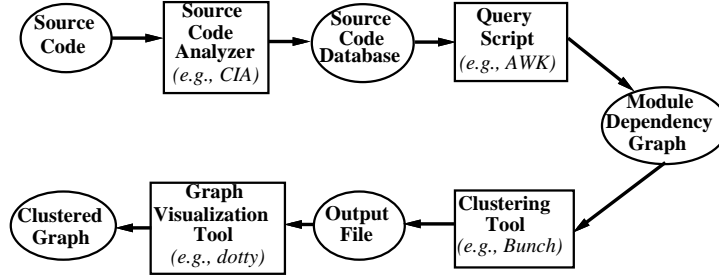 Source
Code
Source
Code
Analyzer
(e.g., CIA)
Source
Code
Database
Query
Script
(e.g., AWK)
Module
Dependency
Graph
Clustering
Tool
(e.g., Bunch)
Output
File
Graph
Visualization
Tool
(e.g., dotty)
Clustered
Graph